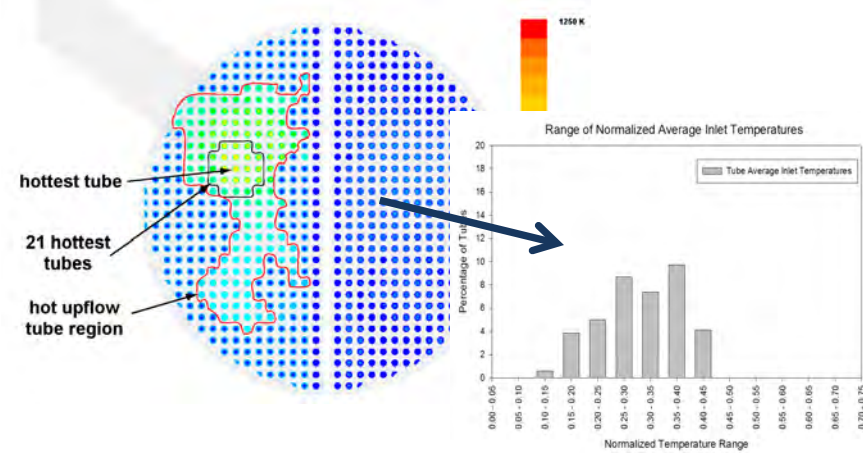 1250 K
hottest tube
21 hottest
tubes
hot upflow
tube region
Range of Normalized Average Inlet Temperatures
Tube Average Inlet Temperatures
Percentage of Tubes
20
18
16
14
12
10
8
6
4
2
0
0.00 - 0.05
0.05 - 0.10
0.10 - 0.15
0.15 - 0.20
0.20 - 0.25
0.25 - 0.30
0.30 - 0.35
0.35 - 0.40
0.40 - 0.45
0.45 - 0.50
0.50 - 0.55
0.55 - 0.60
0.60 - 0.65
0.65 - 0.70
0.70 - 0.75
Normalized Temperature Range